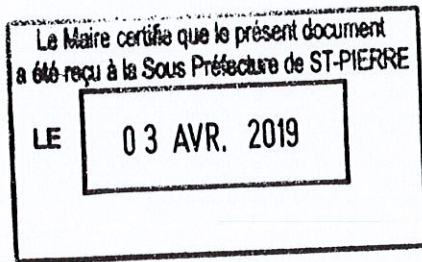 Le Maire certifie que le présent document
a été reçu à la Sous Préfecture de ST-PIERRE
LE 03 AVR. 2019